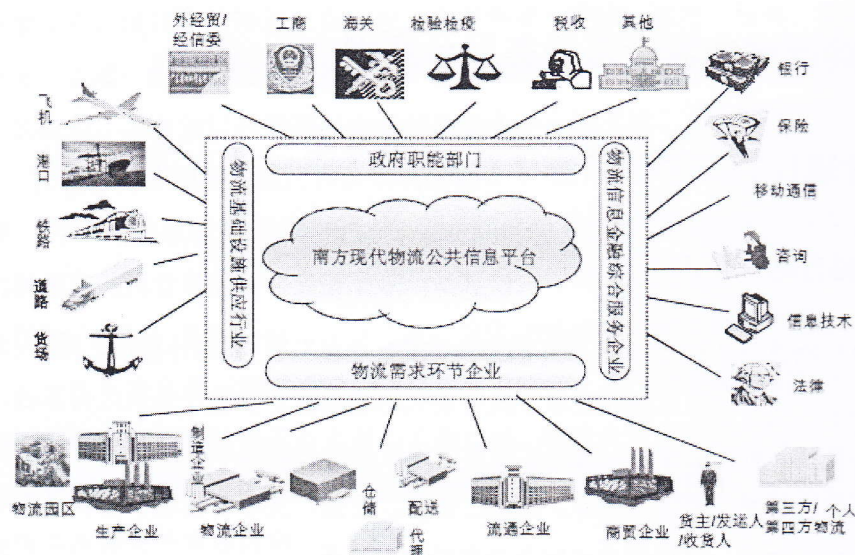 外经贸/
经信委
工商
海关
检验检疫
税收
其他
银行
保险
移动通信
咨询
信息技术
法律
飞机
港口
铁路
道路
货场
政府职能部门
物流基础设施供应行业
南方现代物流公共信息平台
物流信息金融综合服务企业
物流需求环节企业
物流园区
生产企业
制造企业
物流企业
仓储
代理
配送
流通企业
商贸企业
货主/发送人
/收货人
第三方/
第四方物流
个人